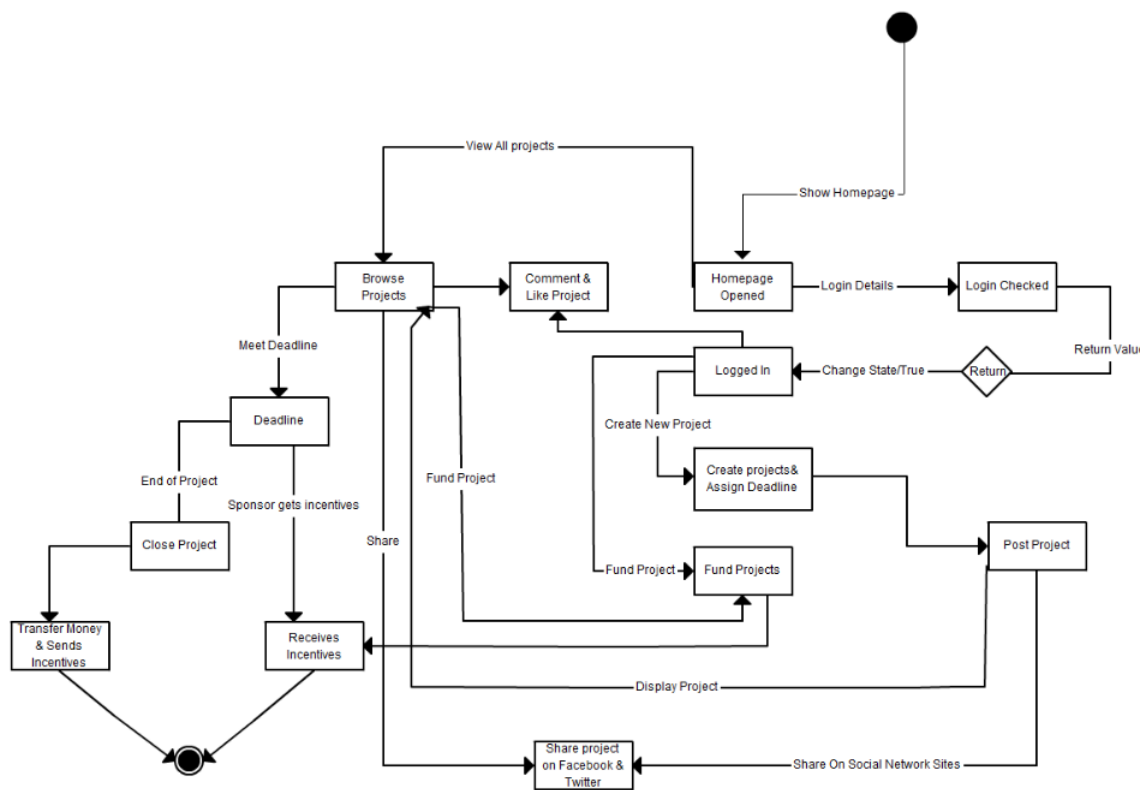 View All projects
Show Homepage
Browse
Projects
Comment &
Like Project
Homepage
Opened
Login Details
Login Checked
Meet Deadline
Return Value
Logged In
Change State/True
Return
Deadline
Create New Project
End of Project
Fund Project
Create projects&
Assign Deadline
Sponsor gets incentives
Close Project
Share
Post Project
Fund Project
Fund Projects
Transfer Money
& Sends
Incentives
Receives
Incentives
Display Project
Share project
on Facebook &
Twitter
Share On Social Network Sites